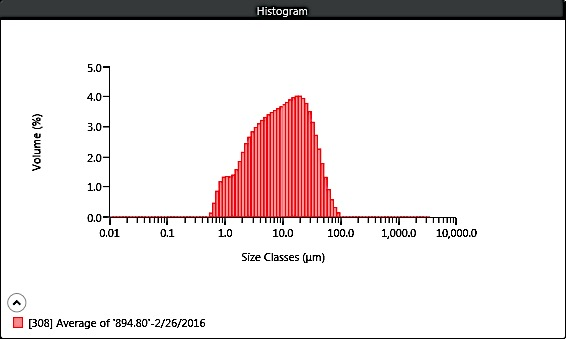 Histogram
5.0
4.0
3.0
2.0
1.0
0.0
Volume (%)
0.01 0.1 1.0 10.0 100.0 1,000.0 10,000.0
Size Classes (µm)
[308] Average of '894.80'-2/26/2016